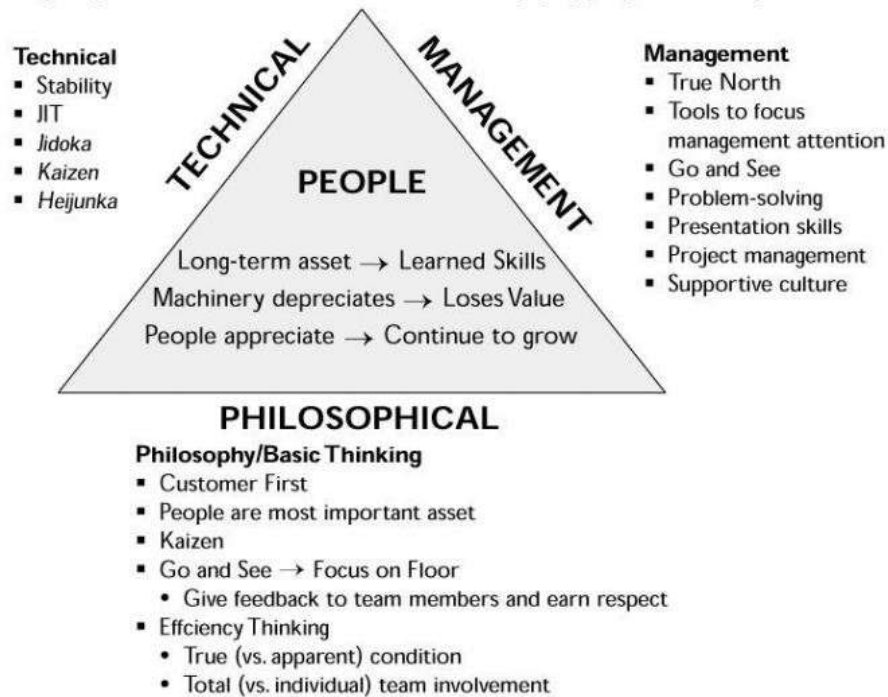 Technical
▪ Stability
▪ JIT
▪ Jidoka
▪ Kaizen
▪ Heijunka
TECHNICAL
MANAGEMENT
Management
▪ True North
▪ Tools to focus
management attention
▪ Go and See
▪ Problem-solving
▪ Presentation skills
▪ Project management
▪ Supportive culture
PEOPLE
Long-term asset → Learned Skills
Machinery depreciates → Loses Value
People appreciate → Continue to grow
PHILOSOPHICAL
Philosophy/Basic Thinking
▪ Customer First
▪ People are most important asset
▪ Kaizen
▪ Go and See → Focus on Floor
• Give feedback to team members and earn respect
▪ Effciency Thinking
• True (vs. apparent) condition
• Total (vs. individual) team involvement